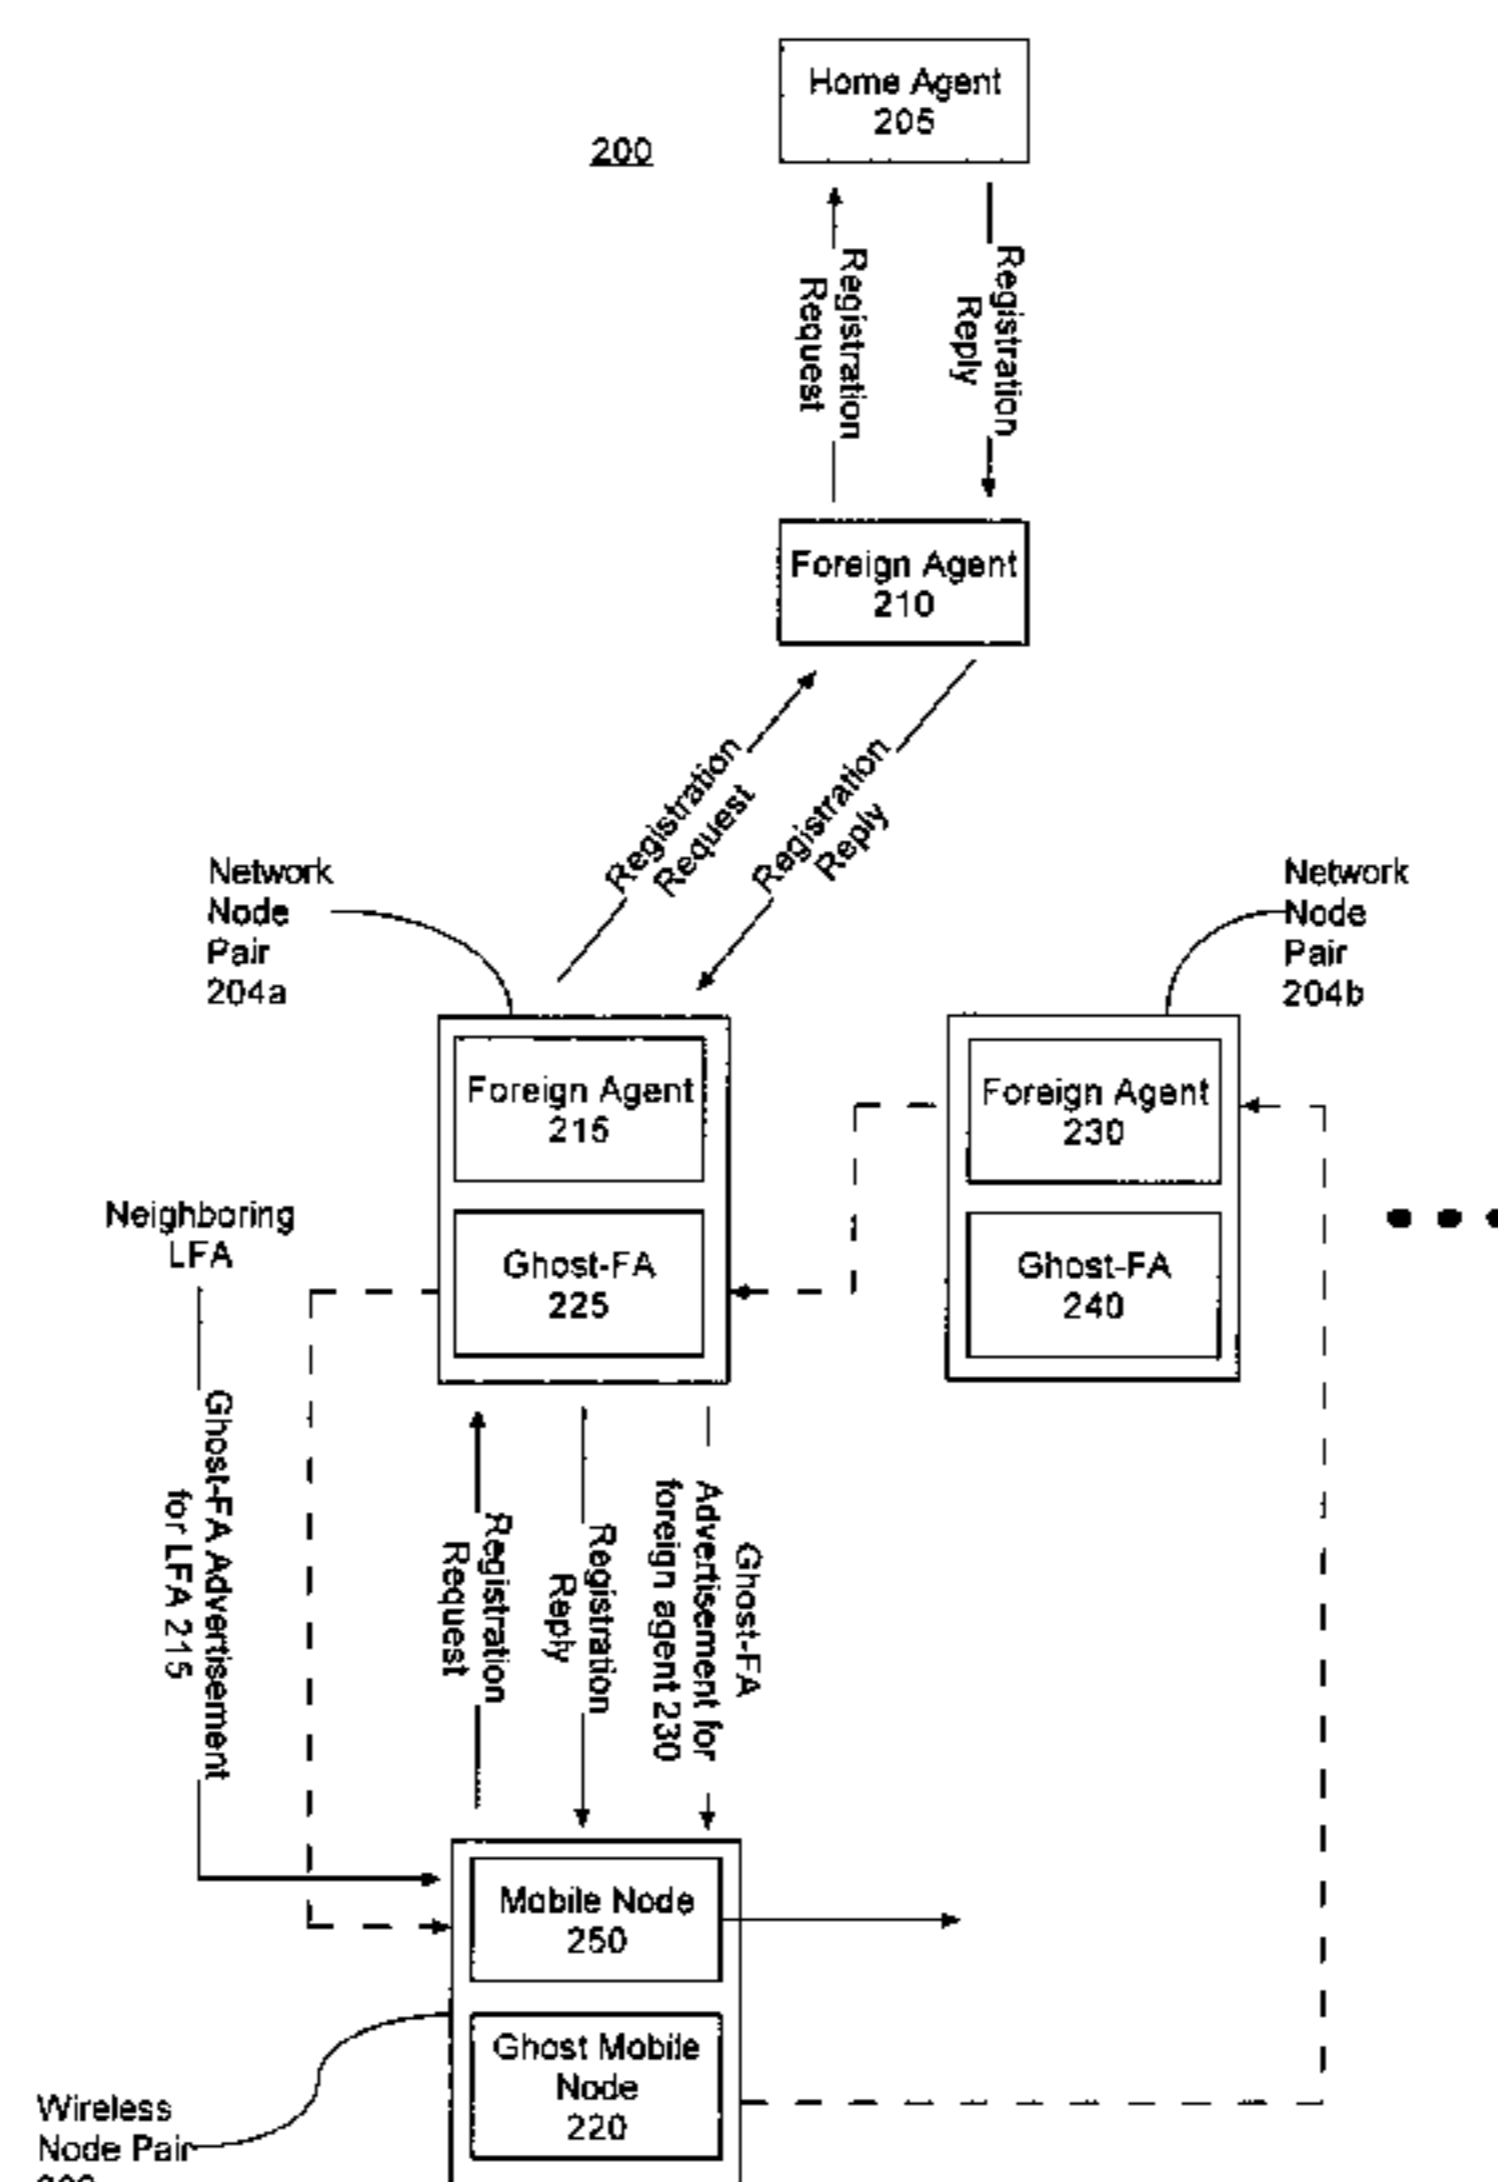 Home Agent
205
200
Registration
Request
Registration
Reply
Foreign Agent
210
Registration
Request
Registration
Reply
Network
Node
Pair
204a
Network
Node
Pair
204b
Foreign Agent
215
Foreign Agent
230
Neighboring
LFA
Ghost-FA
225
Ghost-FA
240
Ghost-FA Advertisement
for LFA 215
Registration
Request
Registration
Reply
Ghost-FA
Advertisement for
foreign agent 230
Mobile Node
250
Ghost Mobile
Node
220
Wireless
Node Pair